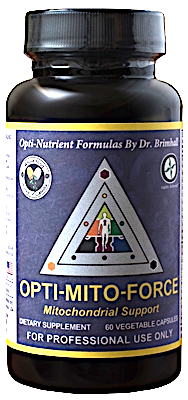 Opti-Nutrient Formulas By Dr. Brimhall
OPTI-MITO-FORCE
Mitochondrial Support
DIETARY SUPPLEMENT 60 VEGETABLE CAPSULES
FOR PROFESSIONAL USE ONLY